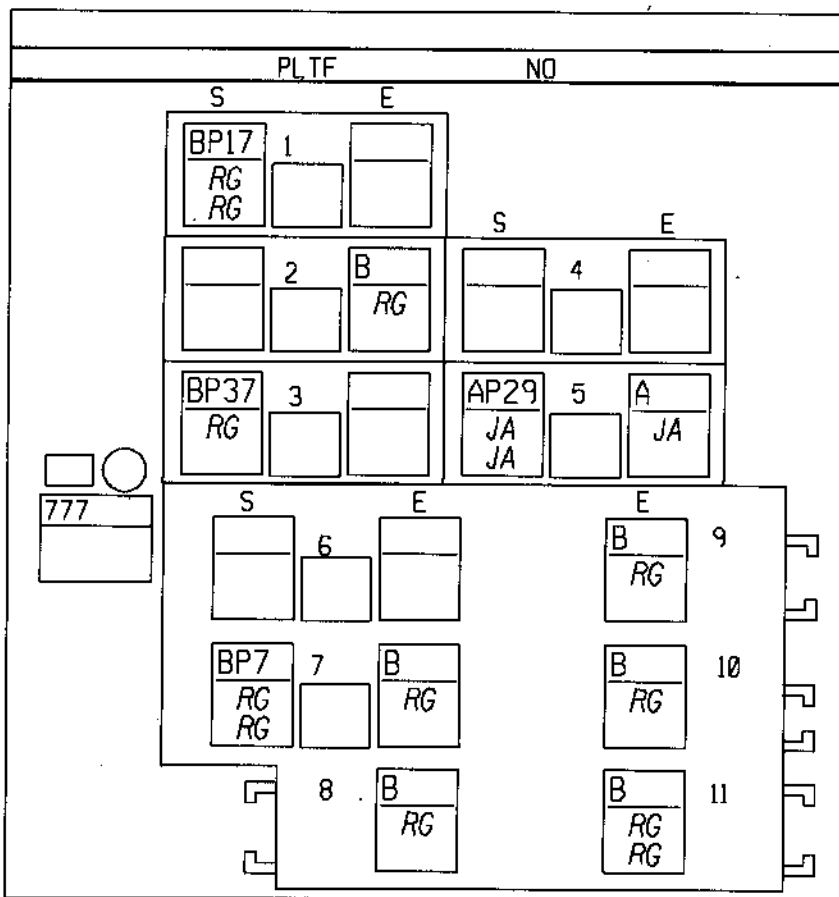 PLTF NO
S E
BP17 1
RG
RG
S E
2 B 4
RG
BP37 3 AP29 5 A
RG JA JA
JA
777
S E E
6 B 9
RG
BP7 7 B B 10
RG RG RG
RG
8 B B 11
RG RG
RG